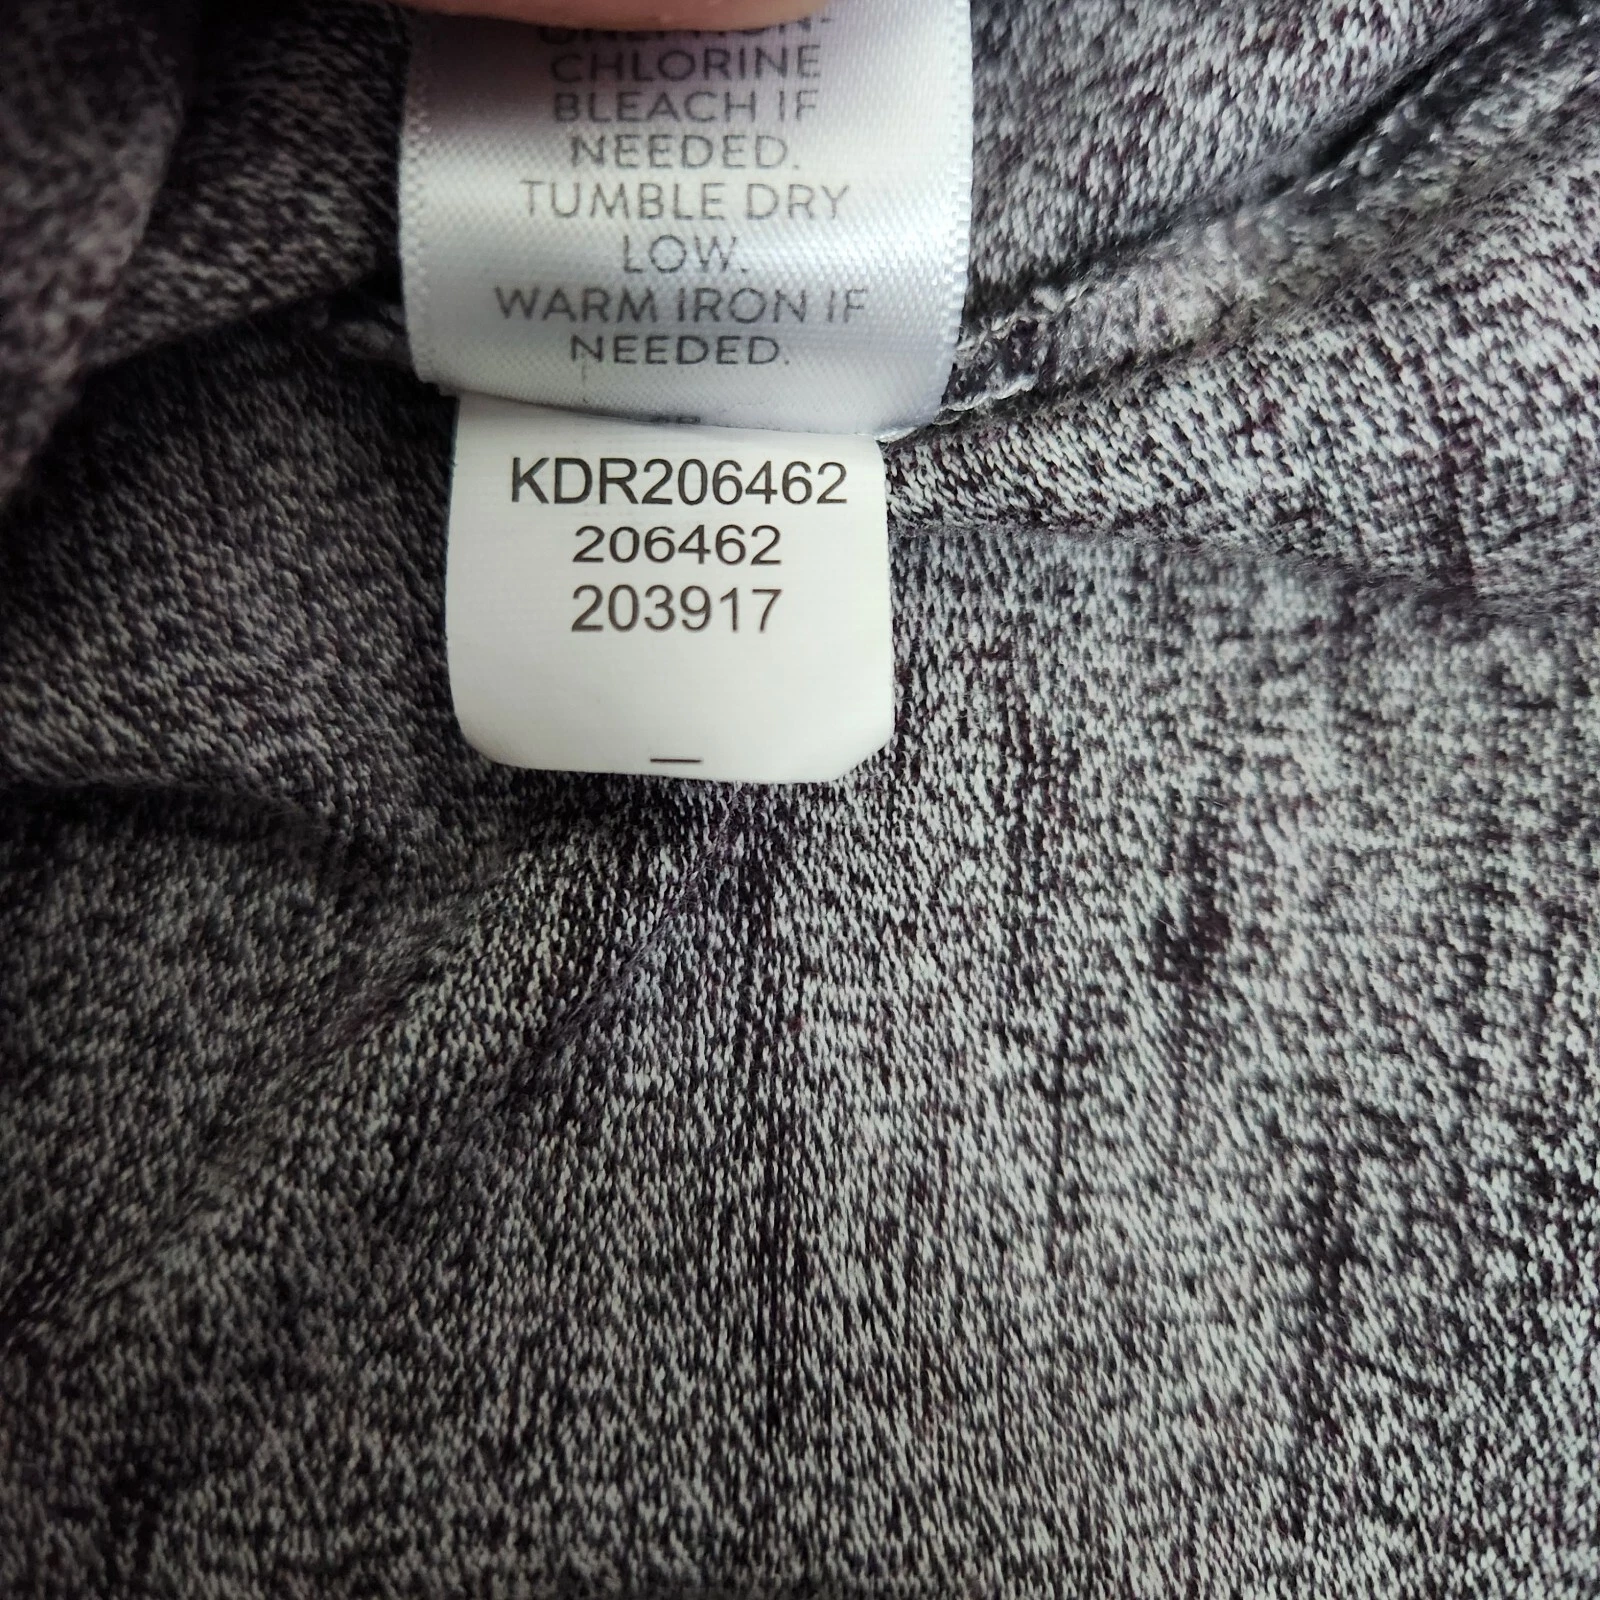 CHLORINE
BLEACH IF
NEEDED.
TUMBLE DRY
LOW.
WARM IRON IF
NEEDED.
KDR206462
206462
203917